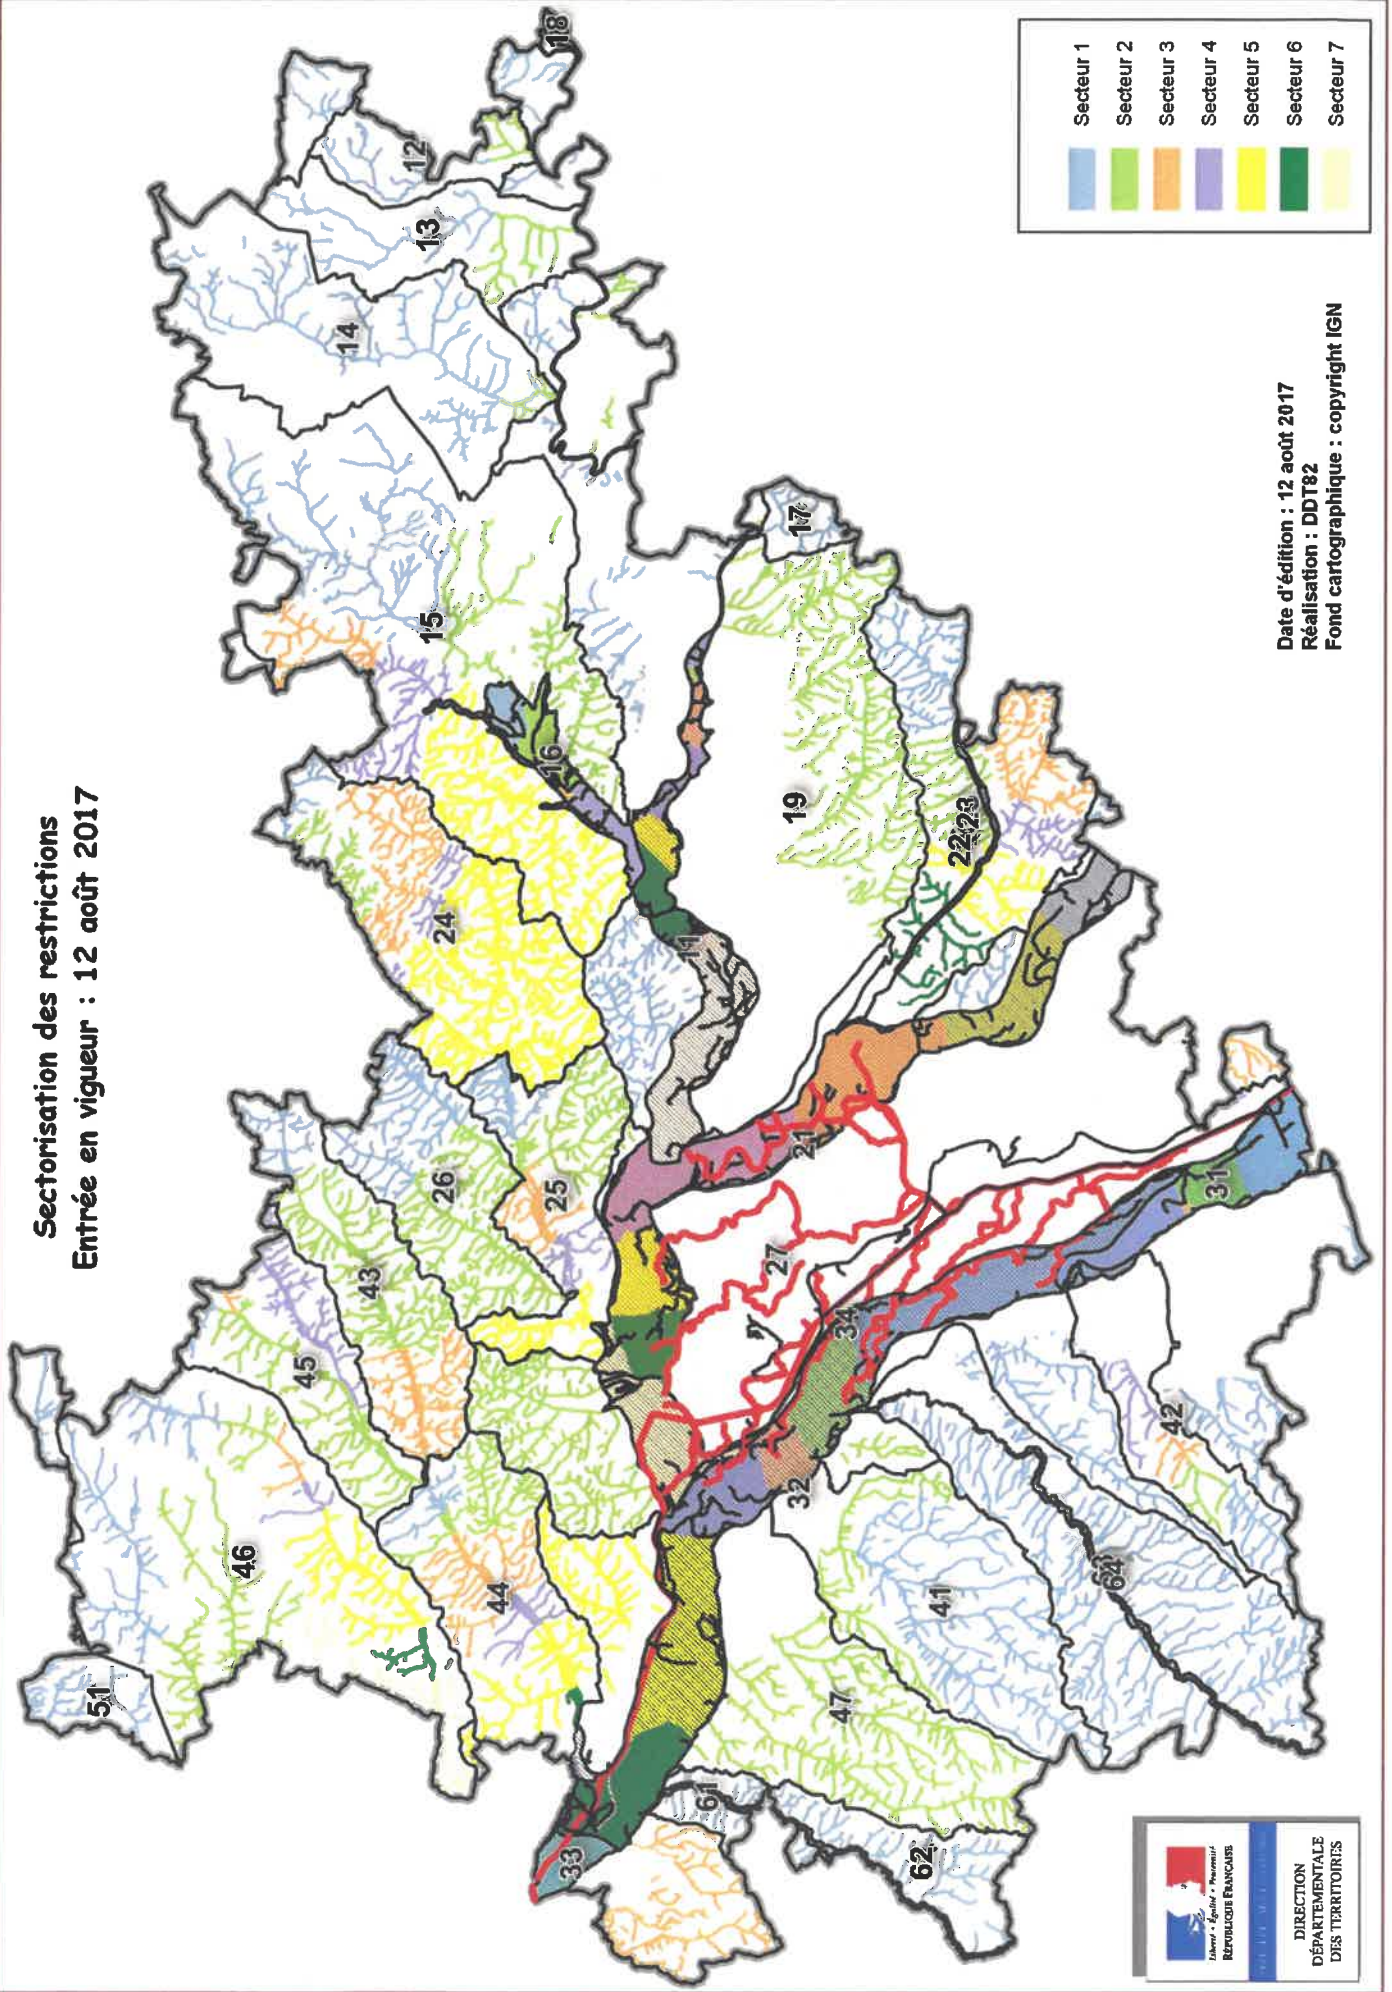 Sectorisation des restrictions
Entrée en vigueur : 12 août 2017
51
46
45
43
26
25
44
24
15
14
13
12
18
16
11
17
19
22
23
21
27
34
31
32
33
61
62
47
41
63
64
42
Secteur 1
Secteur 2
Secteur 3
Secteur 4
Secteur 5
Secteur 6
Secteur 7
Date d'édition : 12 août 2017
Réalisation : DDT82
Fond cartographique : copyright IGN
Liberté • Égalité • Fraternité
RÉPUBLIQUE FRANÇAISE
DIRECTION
DÉPARTEMENTALE
DES TERRITOIRES